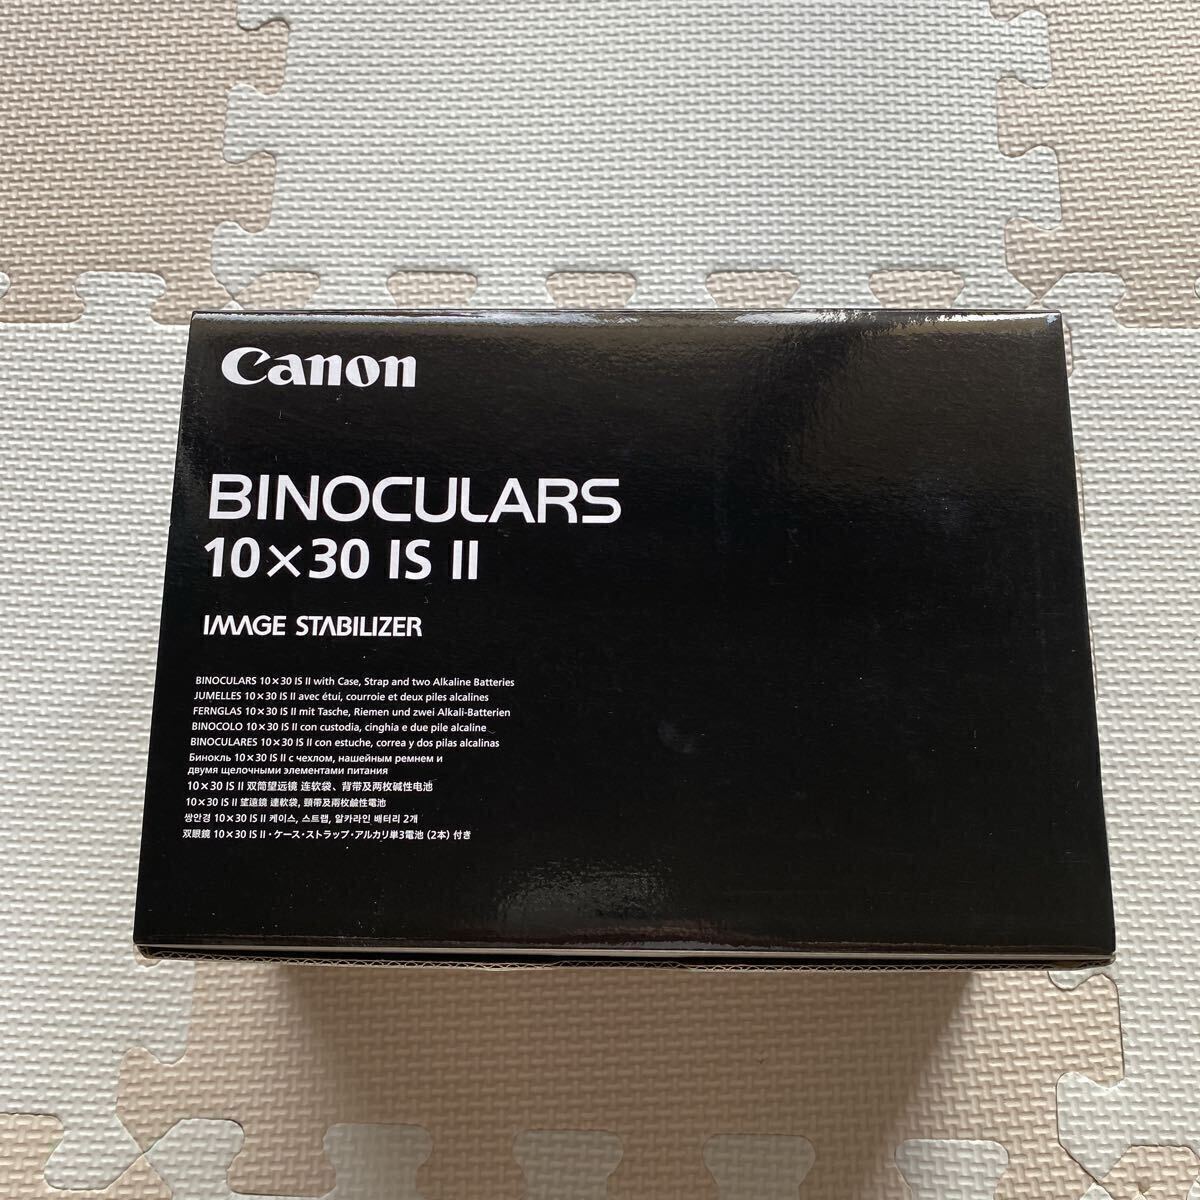 Canon
BINOCULARS
10×30 IS II
IMAGE STABILIZER
BINOCULARS 10×30 IS II with Case, Strap and two Alkaline Batteries
JUMELLES 10×30 IS II avec étui, courroie et deux piles alcalines
FERNGLAS 10×30 IS II mit Tasche, Riemen und zwei Alkali-Batterien
BINOCOLO 10×30 IS II con custodia, cinghia e due pile alcaline
BINOCULARES 10×30 IS II con estuche, correa y dos pilas alcalinas
Бинокль 10×30 IS II с чехлом, нашейным ремнем и
двумя щелочными элементами питания
10×30 IS II 双筒望远镜 连软袋、背带及两枚碱性电池
10×30 IS II 望遠鏡 連軟袋, 頸帶及兩枚鹼性電池
쌍안경 10×30 IS II 케이스, 스트랩, 알카라인 배터리 2개
双眼鏡 10×30 IS II・ケース・ストラップ・アルカリ単3電池 (2本) 付き